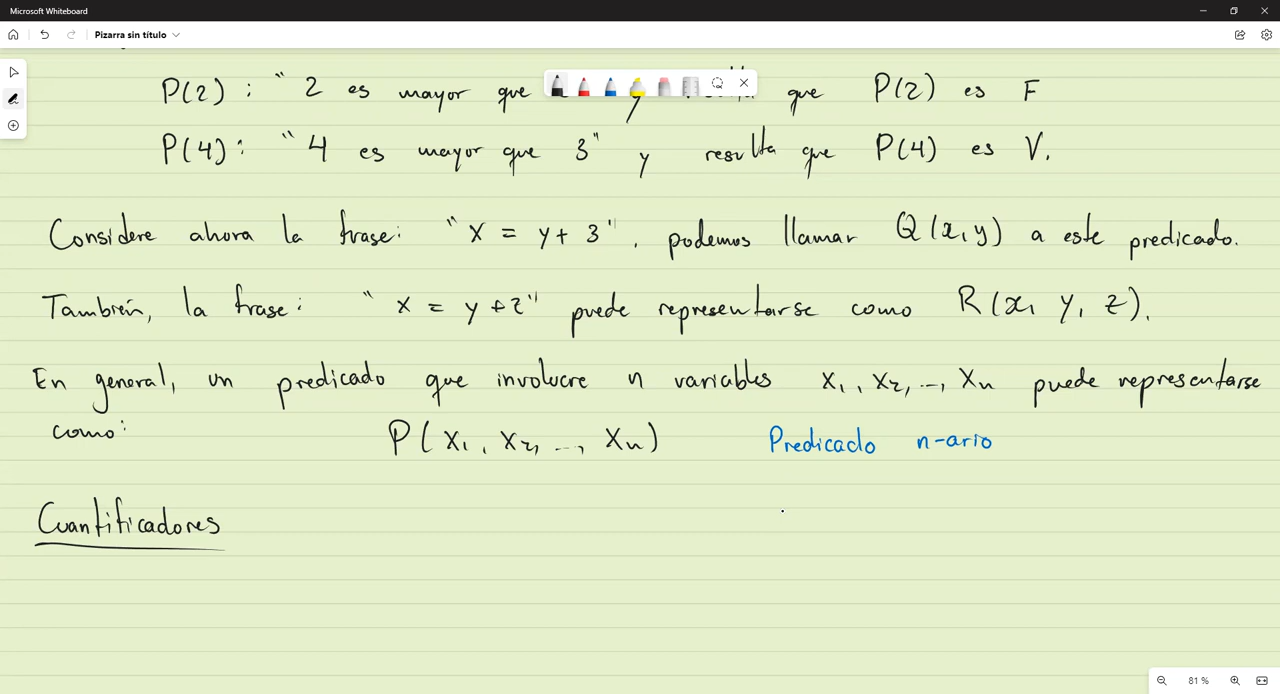 Microsoft Whiteboard
Pizarra sin título
P(2): "2 es mayor que y que P(2) es F
P(4): "4 es mayor que 3" y resulta que P(4) es V.
Considere ahora la frase: "x = y + 3", podemos llamar Q(x,y) a este predicado.
También, la frase: "x = y + z" puede representarse como R(x, y, z).
En general, un predicado que involucre n variables x₁, x₂, ..., xₙ puede representarse
como: P(x₁, x₂, ..., xₙ) Predicado n-ario
Cuantificadores
81 %